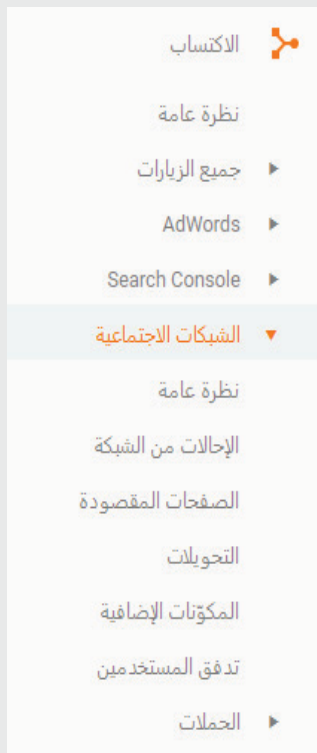 الاكتساب
نظرة عامة
جميع الزيارات
AdWords
Search Console
الشبكات الاجتماعية
نظرة عامة
الإحالات من الشبكة
الصفحات المقصودة
التحويلات
المكوّنات الإضافية
تدفق المستخدمين
الحملات